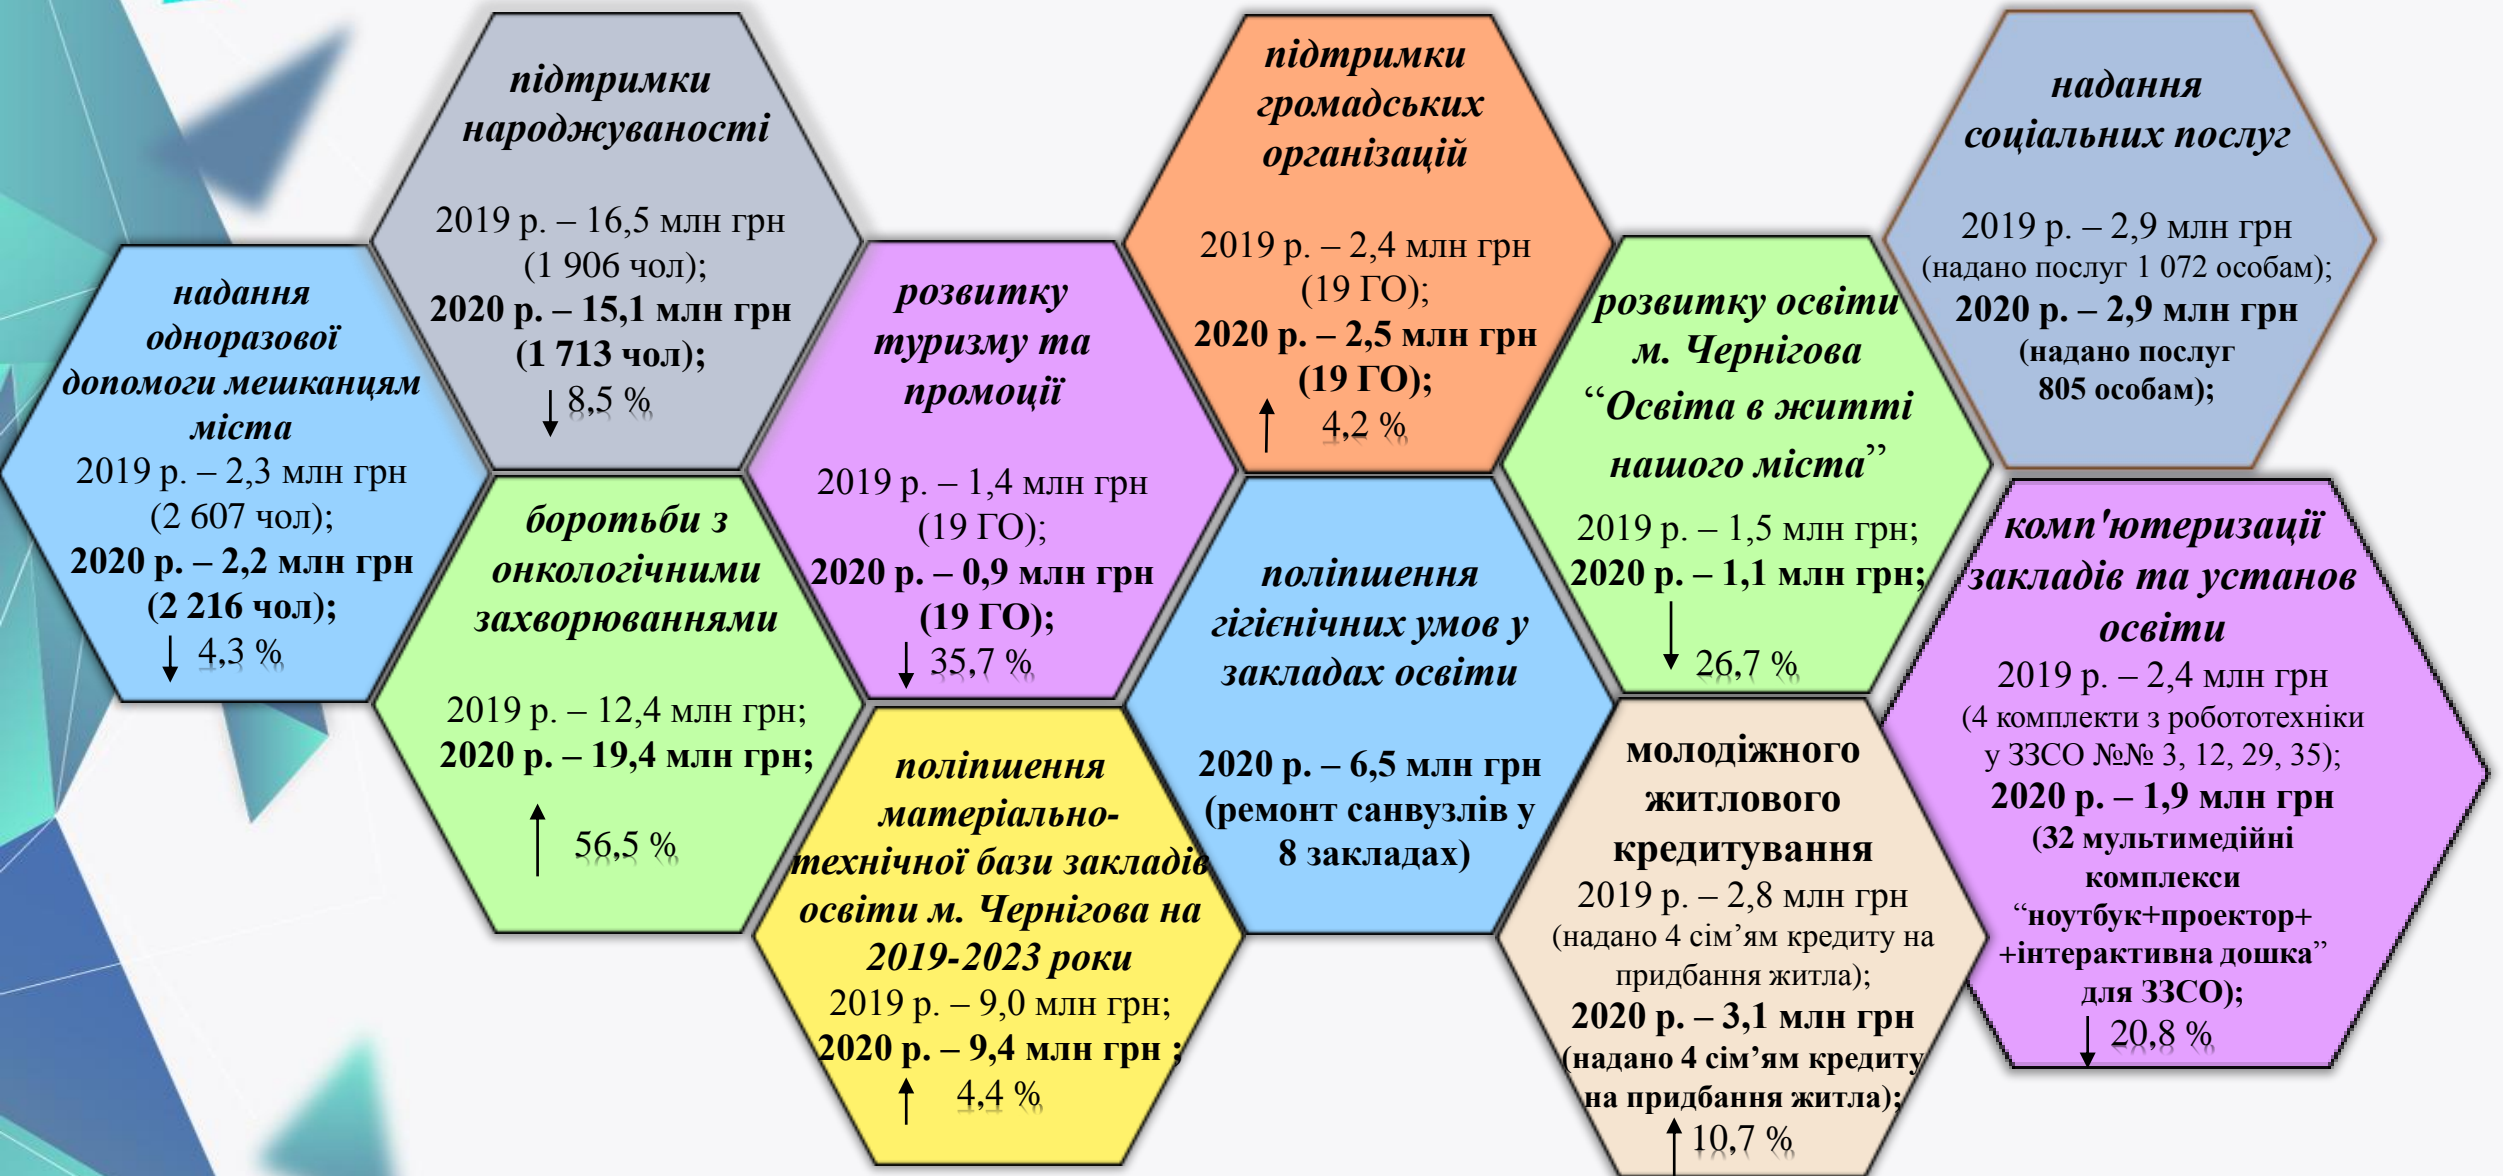 надання
одноразової
допомоги мешканцям
міста
2019 р. – 2,3 млн грн
(2 607 чол);
2020 р. – 2,2 млн грн
(2 216 чол);
4,3 %
підтримки
народжуваності
2019 р. – 16,5 млн грн
(1 906 чол);
2020 р. – 15,1 млн грн
(1 713 чол);
8,5 %
боротьби з
онкологічними
захворюваннями
2019 р. – 12,4 млн грн;
2020 р. – 19,4 млн грн;
56,5 %
розвитку
туризму та
промоції
2019 р. – 1,4 млн грн
(19 ГО);
2020 р. – 0,9 млн грн
(19 ГО);
35,7 %
поліпшення
матеріально-
технічної бази закладів
освіти м. Чернігова на
2019-2023 роки
2019 р. – 9,0 млн грн;
2020 р. – 9,4 млн грн ;
4,4 %
підтримки
громадських
організацій
2019 р. – 2,4 млн грн
(19 ГО);
2020 р. – 2,5 млн грн
(19 ГО);
4,2 %
поліпшення
гігієнічних умов у
закладах освіти
2020 р. – 6,5 млн грн
(ремонт санвузлів у
8 закладах)
розвитку освіти
м. Чернігова
“Освіта в житті
нашого міста”
2019 р. – 1,5 млн грн;
2020 р. – 1,1 млн грн;
26,7 %
молодіжного
житлового
кредитування
2019 р. – 2,8 млн грн
(надано 4 сім’ям кредиту на
придбання житла);
2020 р. – 3,1 млн грн
(надано 4 сім’ям кредиту
на придбання житла);
10,7 %
надання
соціальних послуг
2019 р. – 2,9 млн грн
(надано послуг 1 072 особам);
2020 р. – 2,9 млн грн
(надано послуг
805 особам);
комп'ютеризації
закладів та установ
освіти
2019 р. – 2,4 млн грн
(4 комплекти з робототехніки
у ЗЗСО №№ 3, 12, 29, 35);
2020 р. – 1,9 млн грн
(32 мультимедійні
комплекси
“ноутбук+проектор+
+інтерактивна дошка”
для ЗЗСО);
20,8 %